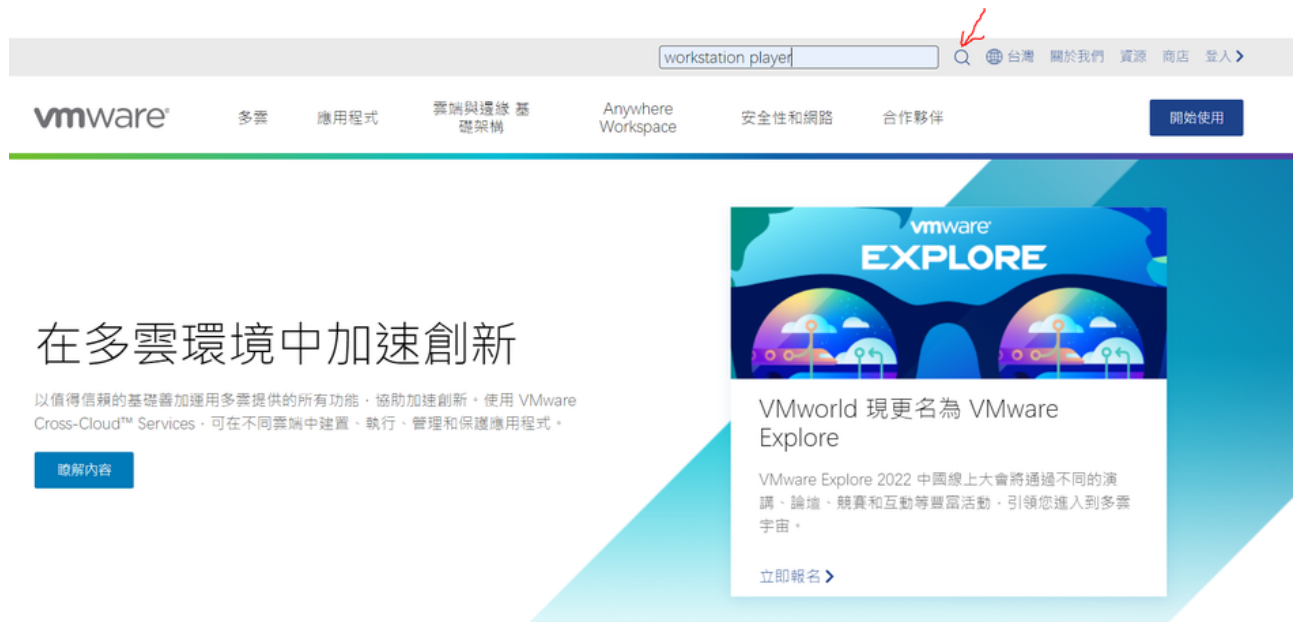 workstation player
台灣 關於我們 資源 商店 登入
vmware®
多雲
應用程式
雲端與邊緣 基
礎架構
Anywhere
Workspace
安全性和網路
合作夥伴
開始使用
在多雲環境中加速創新
以值得信賴的基礎善加運用多雲提供的所有功能,協助加速創新。使用 VMware
Cross-Cloud™ Services,可在不同雲端中建置、執行、管理和保護應用程式。
瞭解內容
vmware®
EXPLORE
VMworld 現更名為 VMware
Explore
VMware Explore 2022 中國線上大會將通過不同的演
講、論壇、競賽和互動等豐富活動,引領您進入到多雲
宇宙。
立即報名